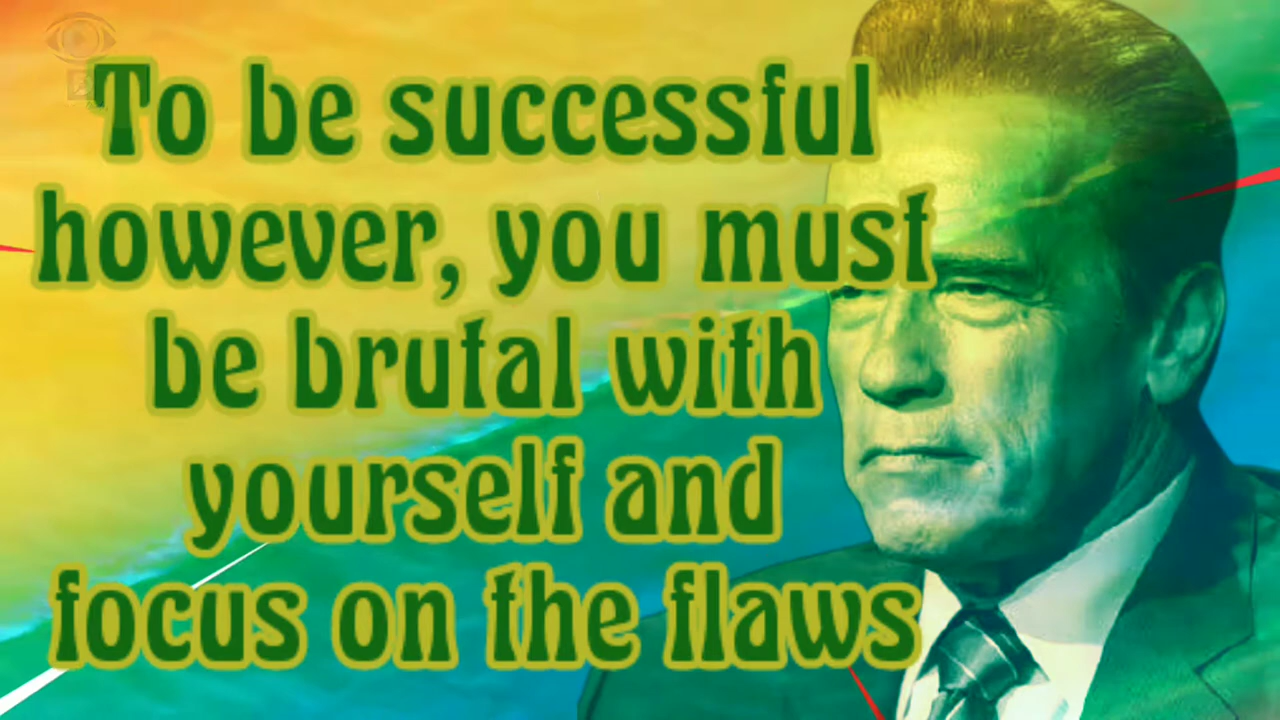 To be successful
however, you must
be brutal with
yourself and
focus on the flaws